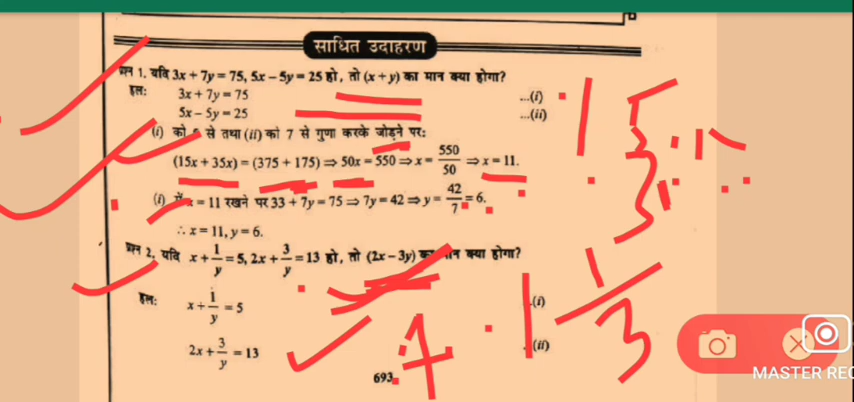 साधित उदाहरण
प्रश्न 1. यदि 3x + 7y = 75, 5x − 5y = 25 हो, तो (x + y) का मान क्या होगा?
हल: 3x + 7y = 75 ...(i)
5x − 5y = 25 ...(ii)
(i) को से तथा (ii) को 7 से गुणा करके जोड़ने पर:
(15x + 35x) = (375 + 175) ⇒ 50x = 550 ⇒ x = 550/50 ⇒ x = 11.
(i) में x = 11 रखने पर 33 + 7y = 75 ⇒ 7y = 42 ⇒ y = 42/7 = 6.
∴ x = 11, y = 6.
प्रश्न 2. यदि x + 1/y = 5, 2x + 3/y = 13 हो, तो (2x − 3y) का मान क्या होगा?
हल: x + 1/y = 5 ...(i)
2x + 3/y = 13 ...(ii)
693
1
3
MASTER REC